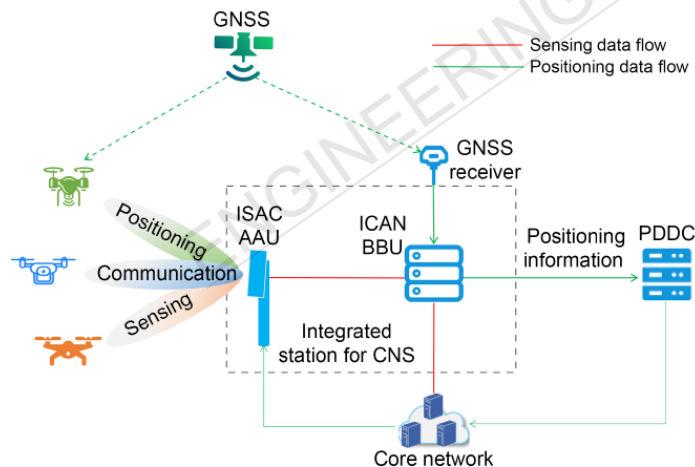 GNSS
Sensing data flow
Positioning data flow
ENGINEERING
GNSS
receiver
Positioning
Communication
Sensing
ISAC
AAU
ICAN
BBU
Positioning
information
PDDC
Integrated
station for CNS
Core network